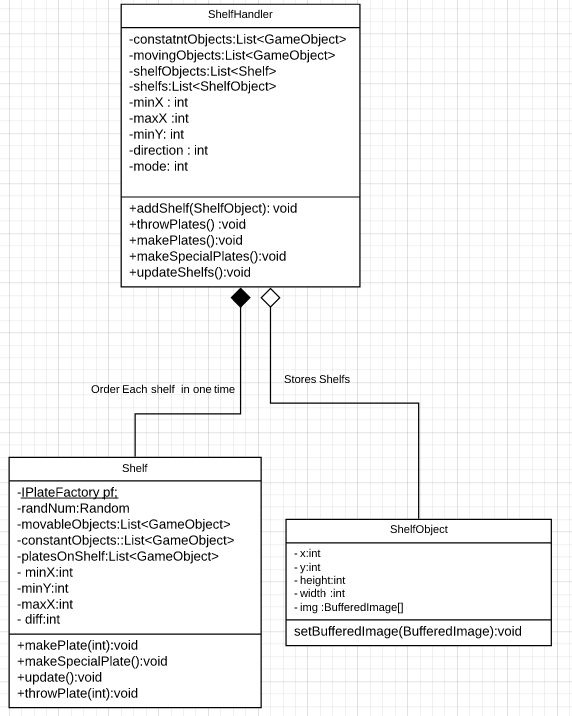 ShelfHandler
-constatntObjects:List<GameObject>
-movingObjects:List<GameObject>
-shelfObjects:List<Shelf>
-shelfs:List<ShelfObject>
-minX : int
-maxX :int
-minY: int
-direction : int
-mode: int
+addShelf(ShelfObject): void
+throwPlates() :void
+makePlates():void
+makeSpecialPlates():void
+updateShelfs():void
Order Each shelf in one time
Stores Shelfs
Shelf
-IPlateFactory pf;
-randNum:Random
-movableObjects:List<GameObject>
-constantObjects::List<GameObject>
-platesOnShelf:List<GameObject>
- minX:int
-minY:int
-maxX:int
- diff:int
+makePlate(int):void
+makeSpecialPlate():void
+update():void
+throwPlate(int):void
ShelfObject
- x:int
- y:int
- height:int
- width :int
- img :BufferedImage[]
setBufferedImage(BufferedImage):void